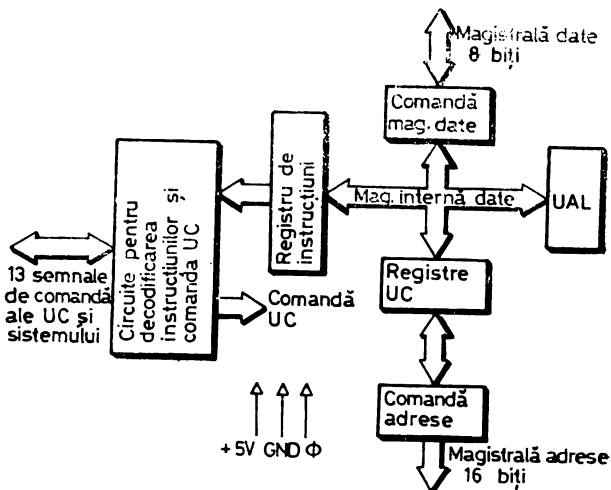 Magistrală date
8 biți
Comandă
mag. date
Circuite pentru
decodificarea
instrucțiunilor și
comanda UC
Registru de
instrucțiuni
Mag. internă date
UAL
13 semnale
de comandă
ale UC și
sistemului
Comandă
UC
Registre
UC
Comandă
adrese
+5V GND Φ
Magistrală adrese
16 biți